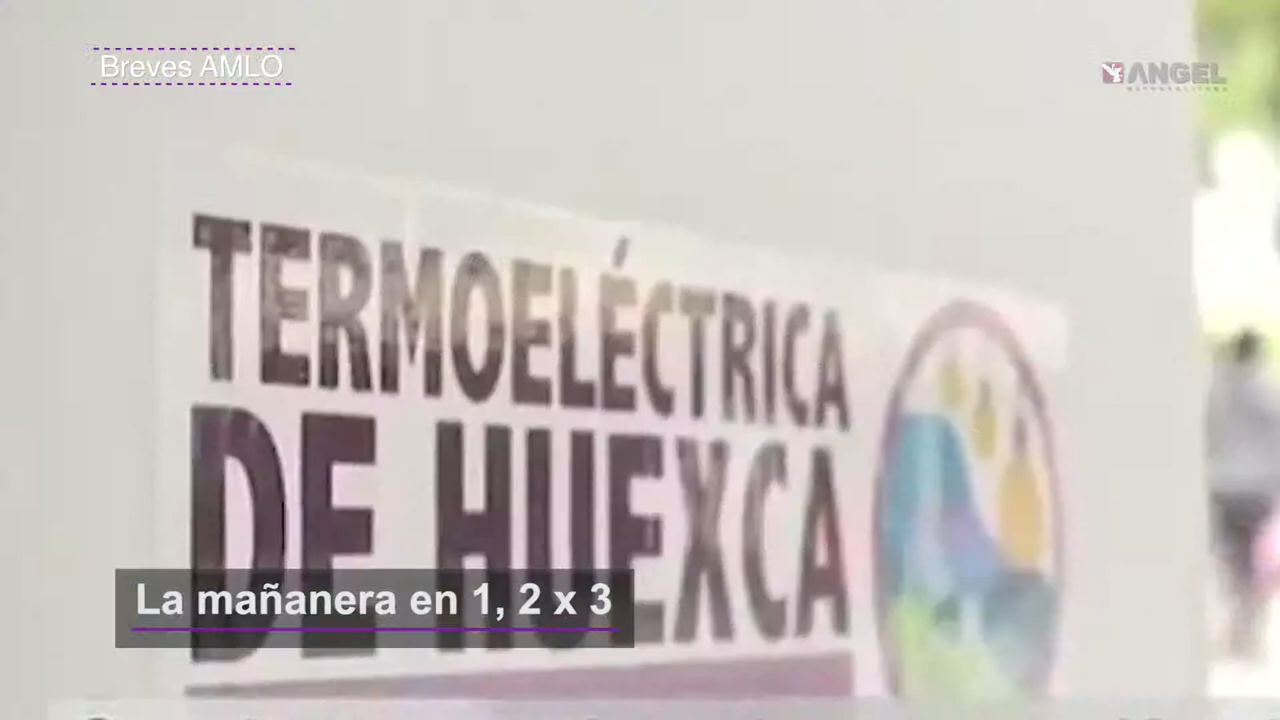 Breves AMLO
ANGEL
TERMOELÉCTRICA
DE HUEXCA
La mañanera en 1, 2 x 3